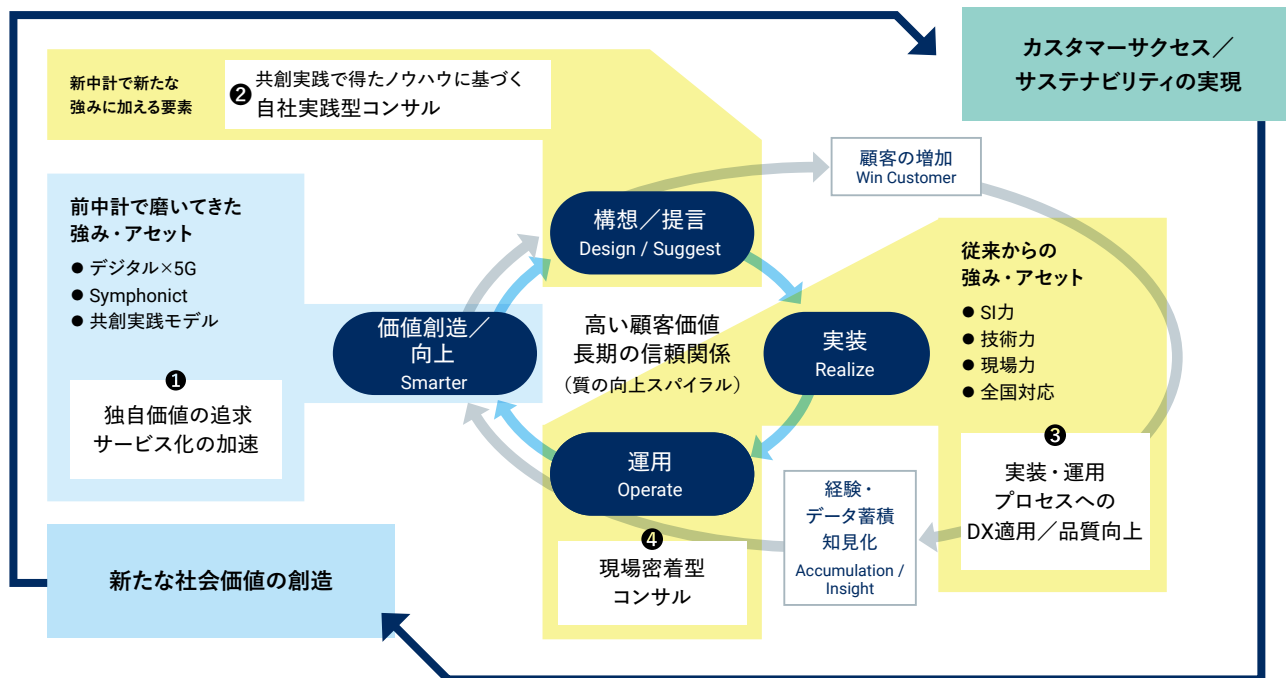 カスタマーサクセス／
サステナビリティの実現
新中計で新たな
強みに加える要素
❷ 共創実践で得たノウハウに基づく
自社実践型コンサル
顧客の増加
Win Customer
前中計で磨いてきた
強み・アセット
● デジタル×5G
● Symphonict
● 共創実践モデル
❶
独自価値の追求
サービス化の加速
構想／提言
Design / Suggest
従来からの
強み・アセット
● SI力
● 技術力
● 現場力
● 全国対応
価値創造／
向上
Smarter
高い顧客価値
長期の信頼関係
（質の向上スパイラル）
実装
Realize
❸
実装・運用
プロセスへの
DX適用／品質向上
運用
Operate
経験・
データ蓄積
知見化
Accumulation /
Insight
❹
現場密着型
コンサル
新たな社会価値の創造